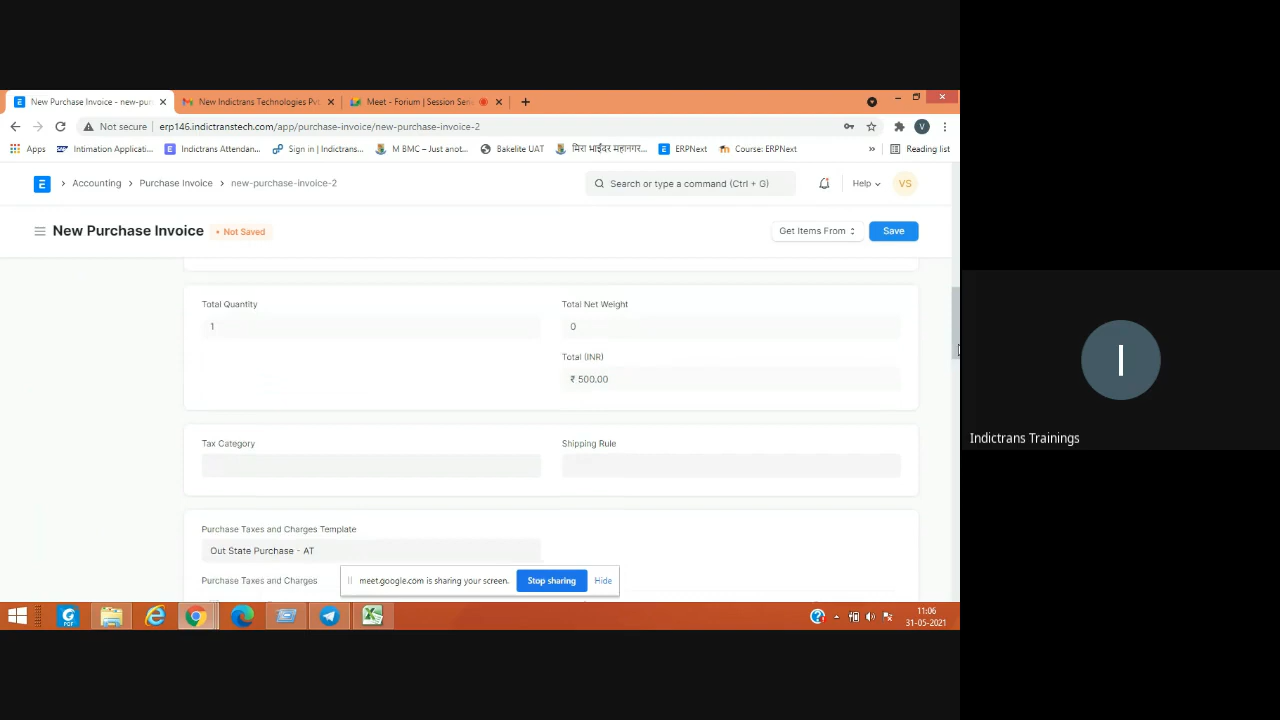 New Purchase Invoice - new-pur
New Indictrans Technologies Pvt
Meet - Forium | Session Seri
Not secure
erp146.indictranstech.com/app/purchase-invoice/new-purchase-invoice-2
Apps
Intimation Applicati...
Indictrans Attendan...
Sign in | Indictrans...
M BMC – Just anot...
Bakelite UAT
मिरा भाईंदर महानगर...
ERPNext
Course: ERPNext
»
Reading list
Accounting
Purchase Invoice
new-purchase-invoice-2
Search or type a command (Ctrl + G)
Help
VS
New Purchase Invoice
• Not Saved
Get Items From
Save
Total Quantity
1
Total Net Weight
0
Total (INR)
₹ 500.00
Tax Category
Shipping Rule
Purchase Taxes and Charges Template
Out State Purchase - AT
Purchase Taxes and Charges
meet.google.com is sharing your screen.
Stop sharing
Hide
11:06
31-05-2021
I
Indictrans Trainings